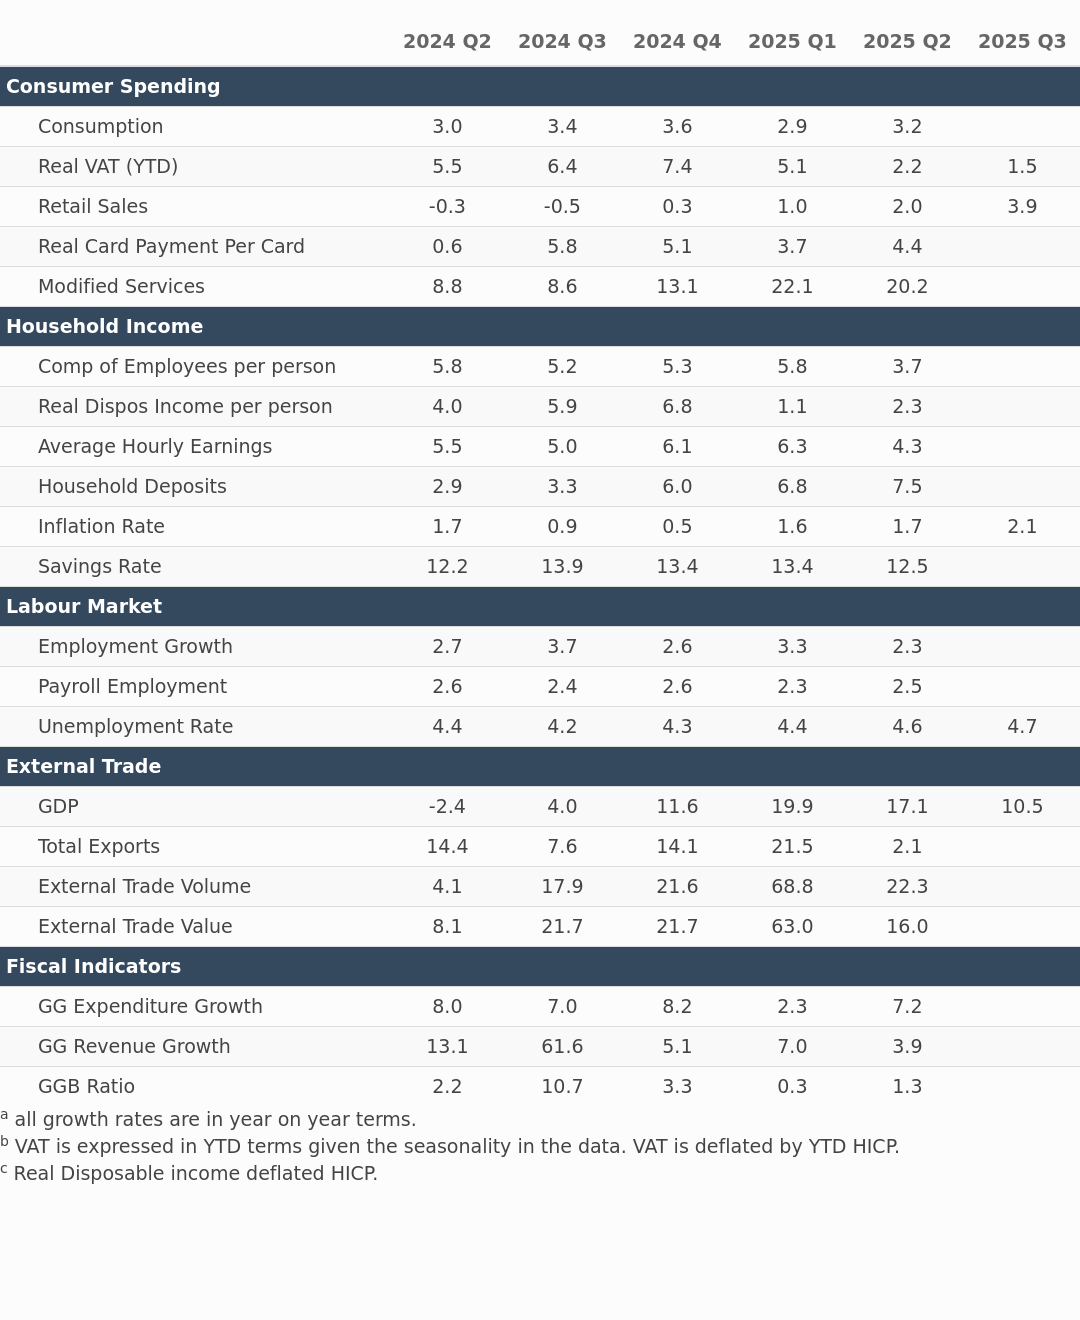 2024 Q2 2024 Q3 2024 Q4 2025 Q1 2025 Q2 2025 Q3
Consumer Spending
Consumption 3.0 3.4 3.6 2.9 3.2
Real VAT (YTD) 5.5 6.4 7.4 5.1 2.2 1.5
Retail Sales -0.3 -0.5 0.3 1.0 2.0 3.9
Real Card Payment Per Card 0.6 5.8 5.1 3.7 4.4
Modified Services 8.8 8.6 13.1 22.1 20.2
Household Income
Comp of Employees per person 5.8 5.2 5.3 5.8 3.7
Real Dispos Income per person 4.0 5.9 6.8 1.1 2.3
Average Hourly Earnings 5.5 5.0 6.1 6.3 4.3
Household Deposits 2.9 3.3 6.0 6.8 7.5
Inflation Rate 1.7 0.9 0.5 1.6 1.7 2.1
Savings Rate 12.2 13.9 13.4 13.4 12.5
Labour Market
Employment Growth 2.7 3.7 2.6 3.3 2.3
Payroll Employment 2.6 2.4 2.6 2.3 2.5
Unemployment Rate 4.4 4.2 4.3 4.4 4.6 4.7
External Trade
GDP -2.4 4.0 11.6 19.9 17.1 10.5
Total Exports 14.4 7.6 14.1 21.5 2.1
External Trade Volume 4.1 17.9 21.6 68.8 22.3
External Trade Value 8.1 21.7 21.7 63.0 16.0
Fiscal Indicators
GG Expenditure Growth 8.0 7.0 8.2 2.3 7.2
GG Revenue Growth 13.1 61.6 5.1 7.0 3.9
GGB Ratio 2.2 10.7 3.3 0.3 1.3
a all growth rates are in year on year terms.
b VAT is expressed in YTD terms given the seasonality in the data. VAT is deflated by YTD HICP.
c Real Disposable income deflated HICP.